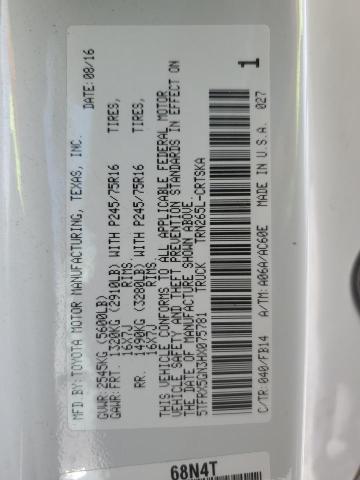 MFD.BY: TOYOTA MOTOR MANUFACTURING, TEXAS, INC. DATE: 08/16
GVWR: 2545KG (5600LB)
GAWR: FRT. 1320KG (2910LB) WITH P245/75R16 TIRES,
16X7J RIMS
RR. 1490KG (3280LB) WITH P245/75R16 TIRES,
16X7J RIMS
THIS VEHICLE CONFORMS TO ALL APPLICABLE FEDERAL MOTOR
VEHICLE SAFETY AND THEFT PREVENTION STANDARDS IN EFFECT ON
THE DATE OF MANUFACTURE SHOWN ABOVE.
5TFRX5GN3HX075781 TRUCK TRN265L-CRTSKA 1
C/TR: 040/FB14 A/TM: A06A/AC60E MADE IN U.S.A. 027
68N4T